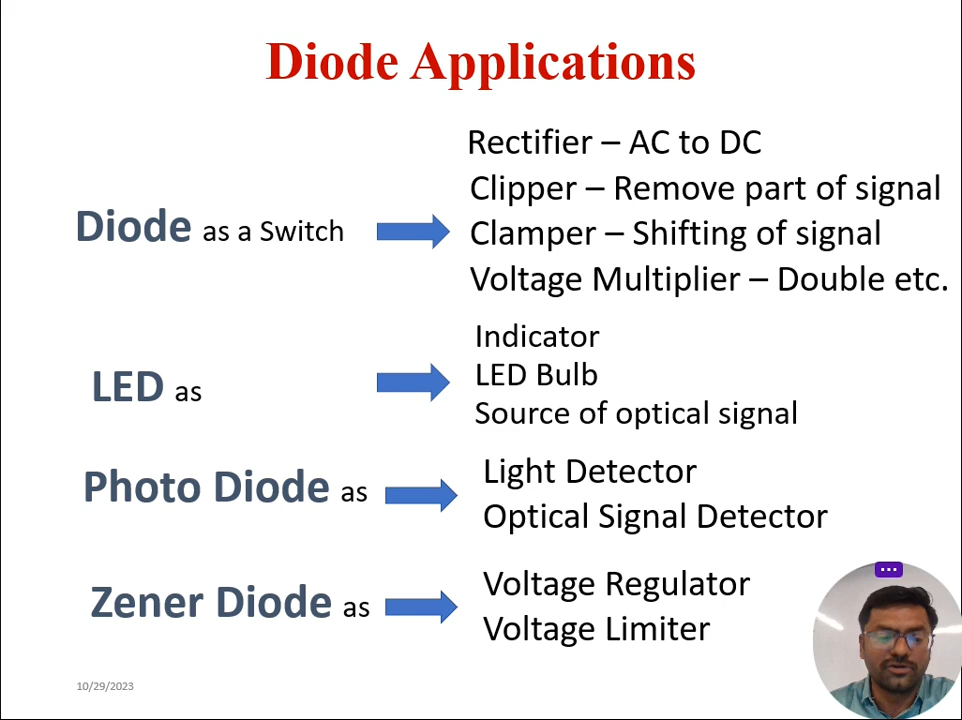 Diode Applications
Rectifier – AC to DC
Clipper – Remove part of signal
Diode as a Switch
Clamper – Shifting of signal
Voltage Multiplier – Double etc.
Indicator
LED as
LED Bulb
Source of optical signal
Photo Diode as
Light Detector
Optical Signal Detector
Zener Diode as
Voltage Regulator
Voltage Limiter
10/29/2023